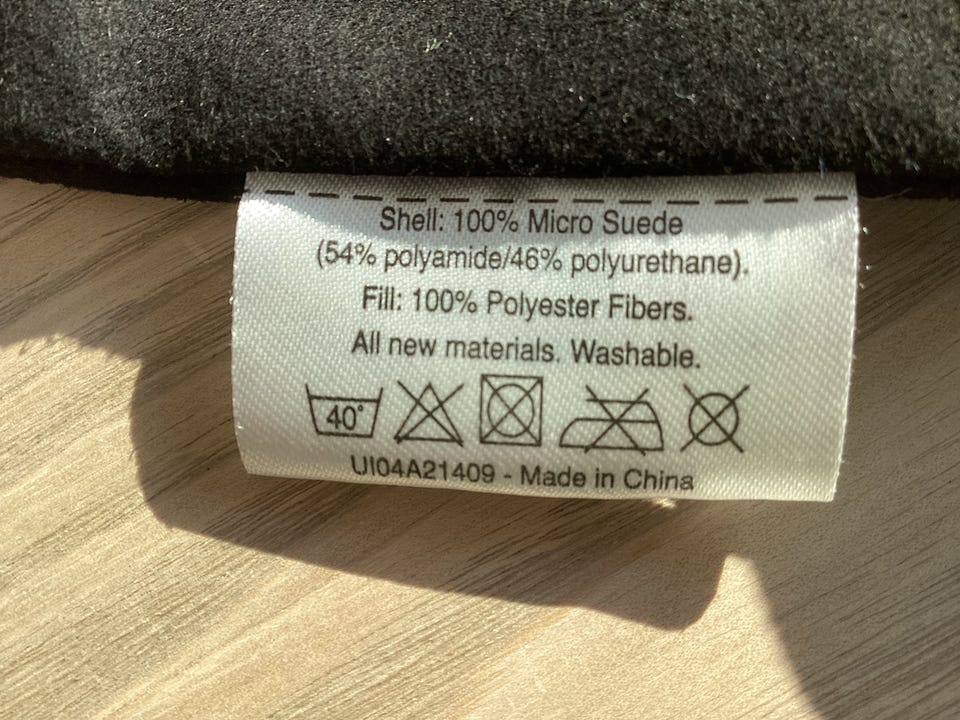 Shell: 100% Micro Suede
(54% polyamide/46% polyurethane).
Fill: 100% Polyester Fibers.
All new materials. Washable.
40°
UI04A21409 - Made in China